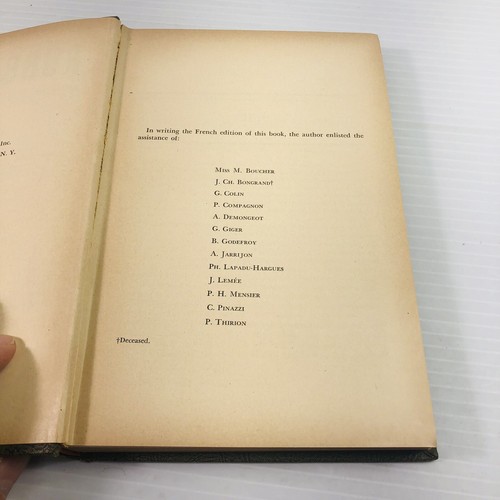 Inc.
N. Y.
In writing the French edition of this book, the author enlisted the
assistance of:
Miss M. Boucher
J. Ch. Bongrand†
G. Colin
P. Compagnon
A. Demongeot
G. Giger
B. Godefroy
A. Jarrijon
Ph. Lapadu-Hargues
J. Lemée
P. H. Mensier
C. Pinazzi
P. Thirion
†Deceased.